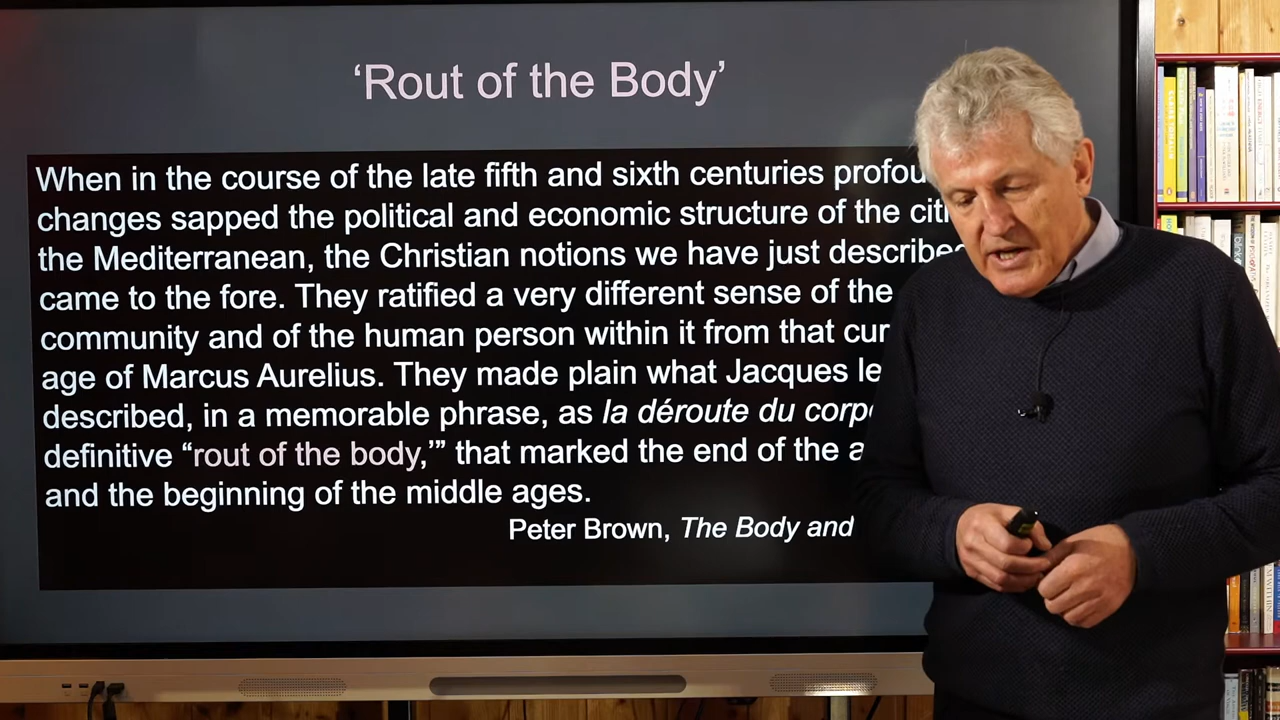 ‘Rout of the Body’
When in the course of the late fifth and sixth centuries
changes sapped the political and economic structure of the
the Mediterranean, the Christian notions we have just described
came to the fore. They ratified a very different sense of the
community and of the human person within it from that
age of Marcus Aurelius. They made plain what Jacques le
described, in a memorable phrase, as la déroute du
definitive “rout of the body,’” that marked the end of the
and the beginning of the middle ages.
Peter Brown, The Body and